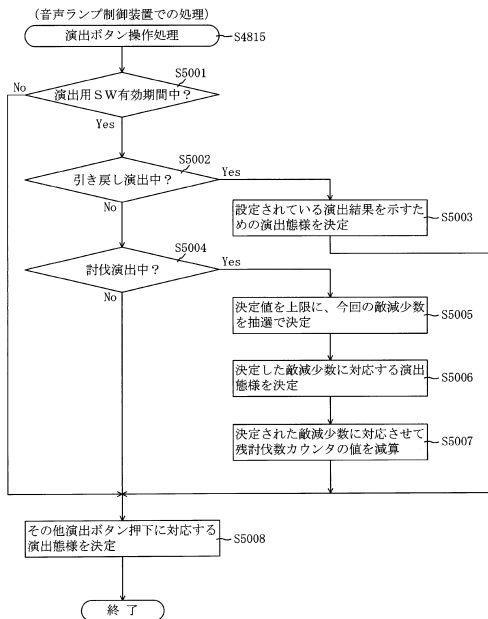 (音声ランプ制御装置での処理)
演出ボタン操作処理
S4815
S5001
演出用SW有効期間中?
No
Yes
S5002
引き戻し演出中?
Yes
No
設定されている演出結果を示すた
めの演出態様を決定
S5003
S5004
討伐演出中?
Yes
No
決定値を上限に、今回の敵減少数
を抽選で決定
S5005
決定した敵減少数に対応する演出
態様を決定
S5006
決定された敵減少数に対応させて
残討伐数カウンタの値を減算
S5007
その他演出ボタン押下に対応する
演出態様を決定
S5008
終了